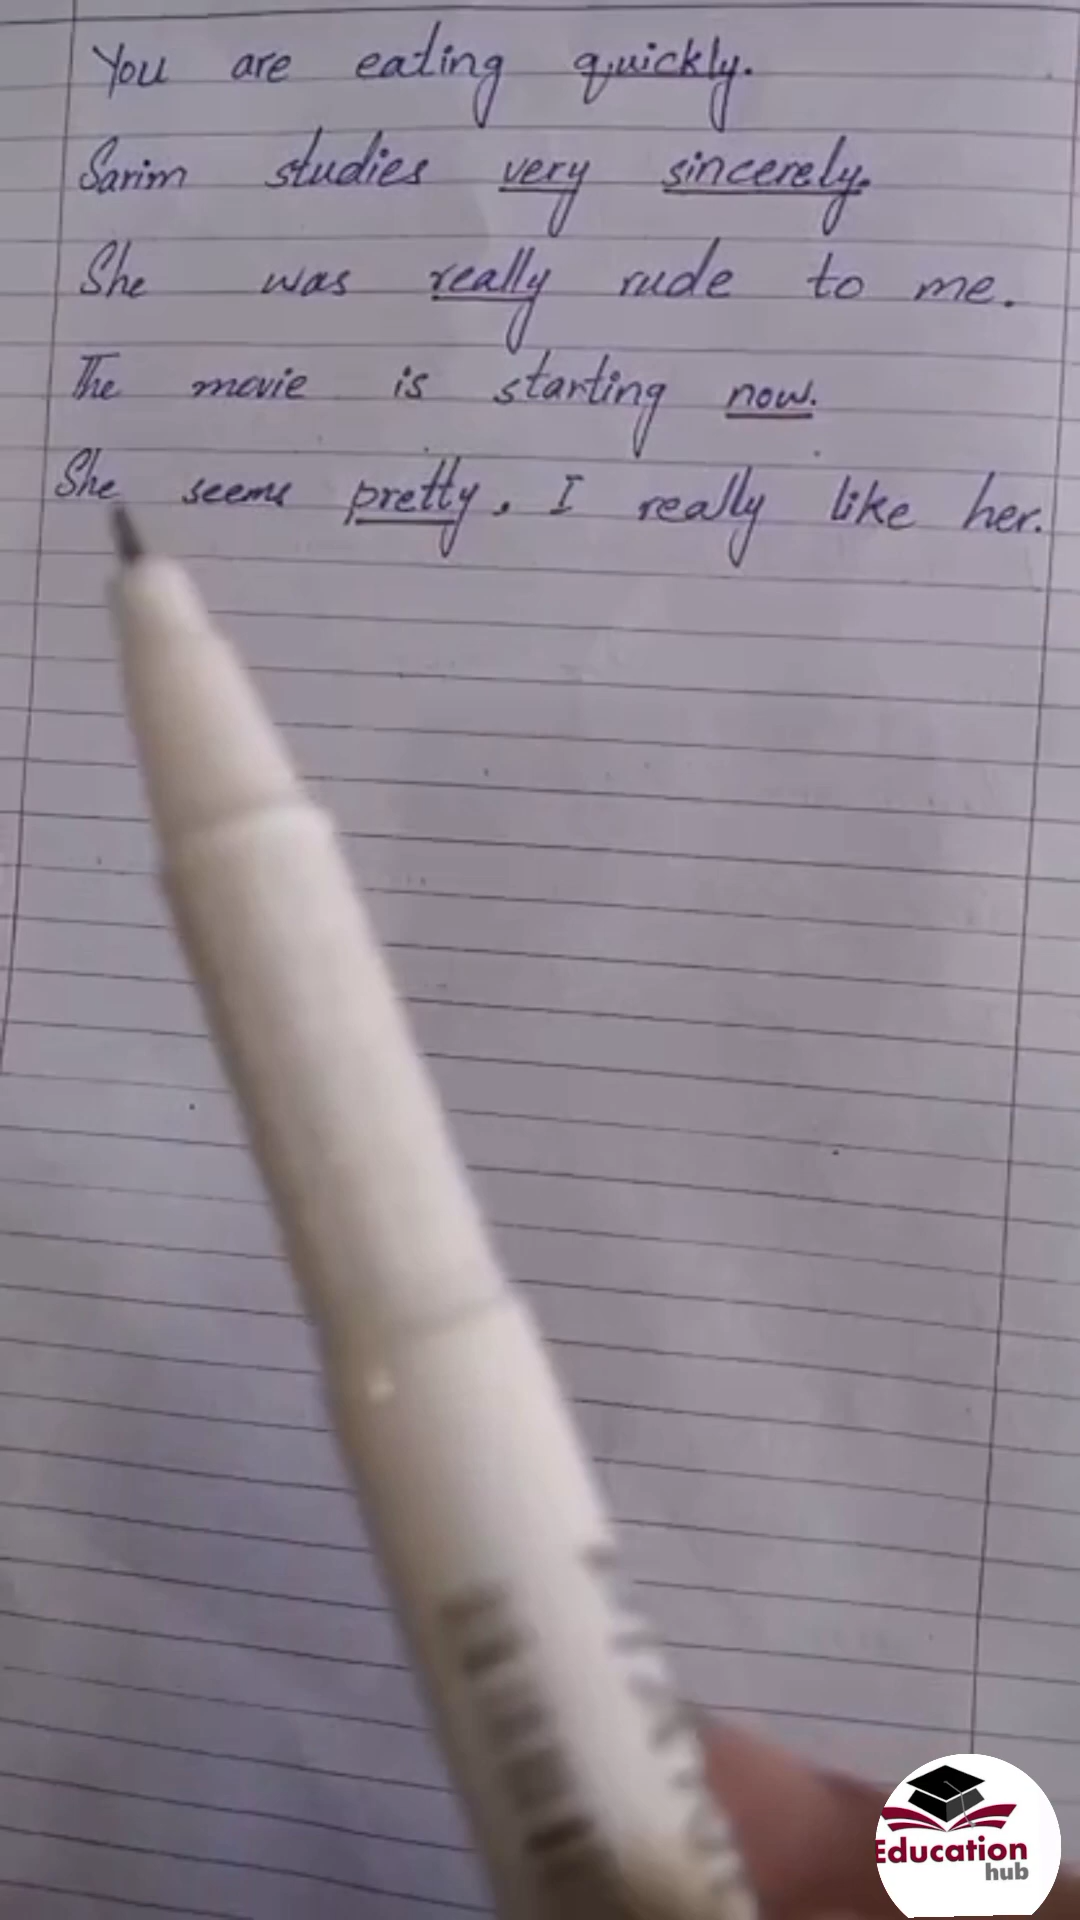 You are eating quickly.
Sarim studies very sincerely.
She was really rude to me.
The movie is starting now.
She seems pretty. I really like her.
Education
hub